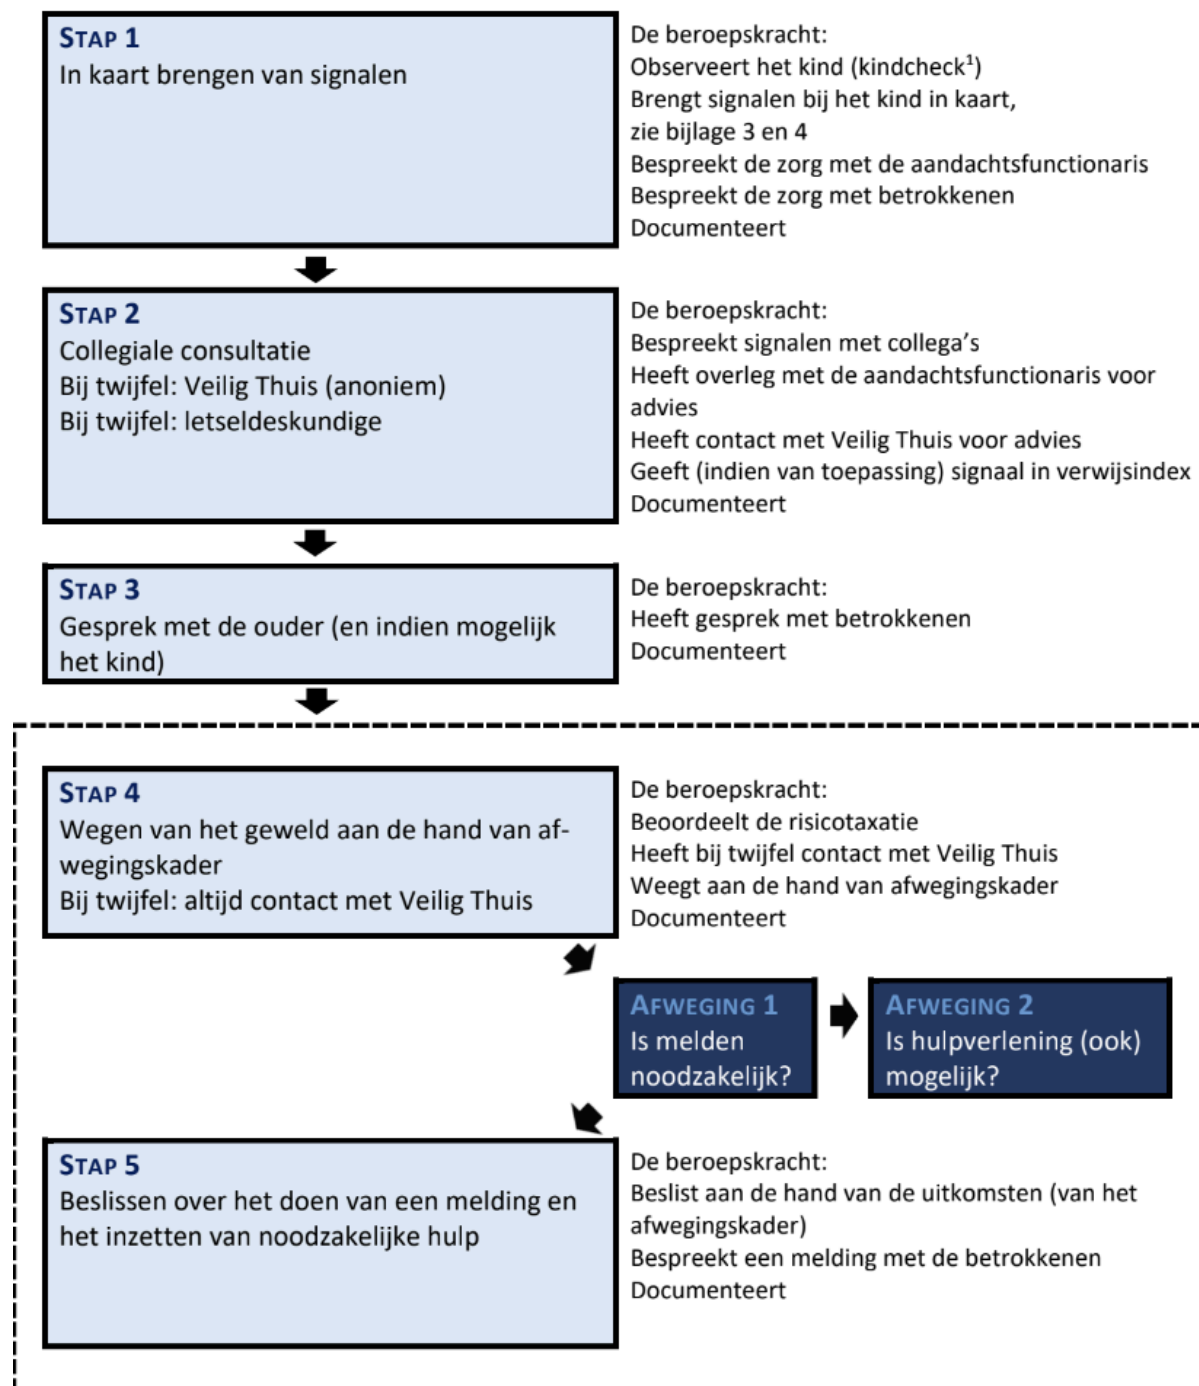 STAP 1
In kaart brengen van signalen
De beroepskracht:
Observeert het kind (kindcheck¹)
Brengt signalen bij het kind in kaart,
zie bijlage 3 en 4
Bespreekt de zorg met de aandachtsfunctionaris
Bespreekt de zorg met betrokkenen
Documenteert
STAP 2
Collegiale consultatie
Bij twijfel: Veilig Thuis (anoniem)
Bij twijfel: letseldeskundige
De beroepskracht:
Bespreekt signalen met collega’s
Heeft overleg met de aandachtsfunctionaris voor
advies
Heeft contact met Veilig Thuis voor advies
Geeft (indien van toepassing) signaal in verwijsindex
Documenteert
STAP 3
Gesprek met de ouder (en indien mogelijk
het kind)
De beroepskracht:
Heeft gesprek met betrokkenen
Documenteert
STAP 4
Wegen van het geweld aan de hand van af-
wegingskader
Bij twijfel: altijd contact met Veilig Thuis
De beroepskracht:
Beoordeelt de risicotaxatie
Heeft bij twijfel contact met Veilig Thuis
Weegt aan de hand van afwegingskader
Documenteert
AFWEGING 1
Is melden
noodzakelijk?
AFWEGING 2
Is hulpverlening (ook)
mogelijk?
STAP 5
Beslissen over het doen van een melding en
het inzetten van noodzakelijke hulp
De beroepskracht:
Beslist aan de hand van de uitkomsten (van het
afwegingskader)
Bespreekt een melding met de betrokkenen
Documenteert